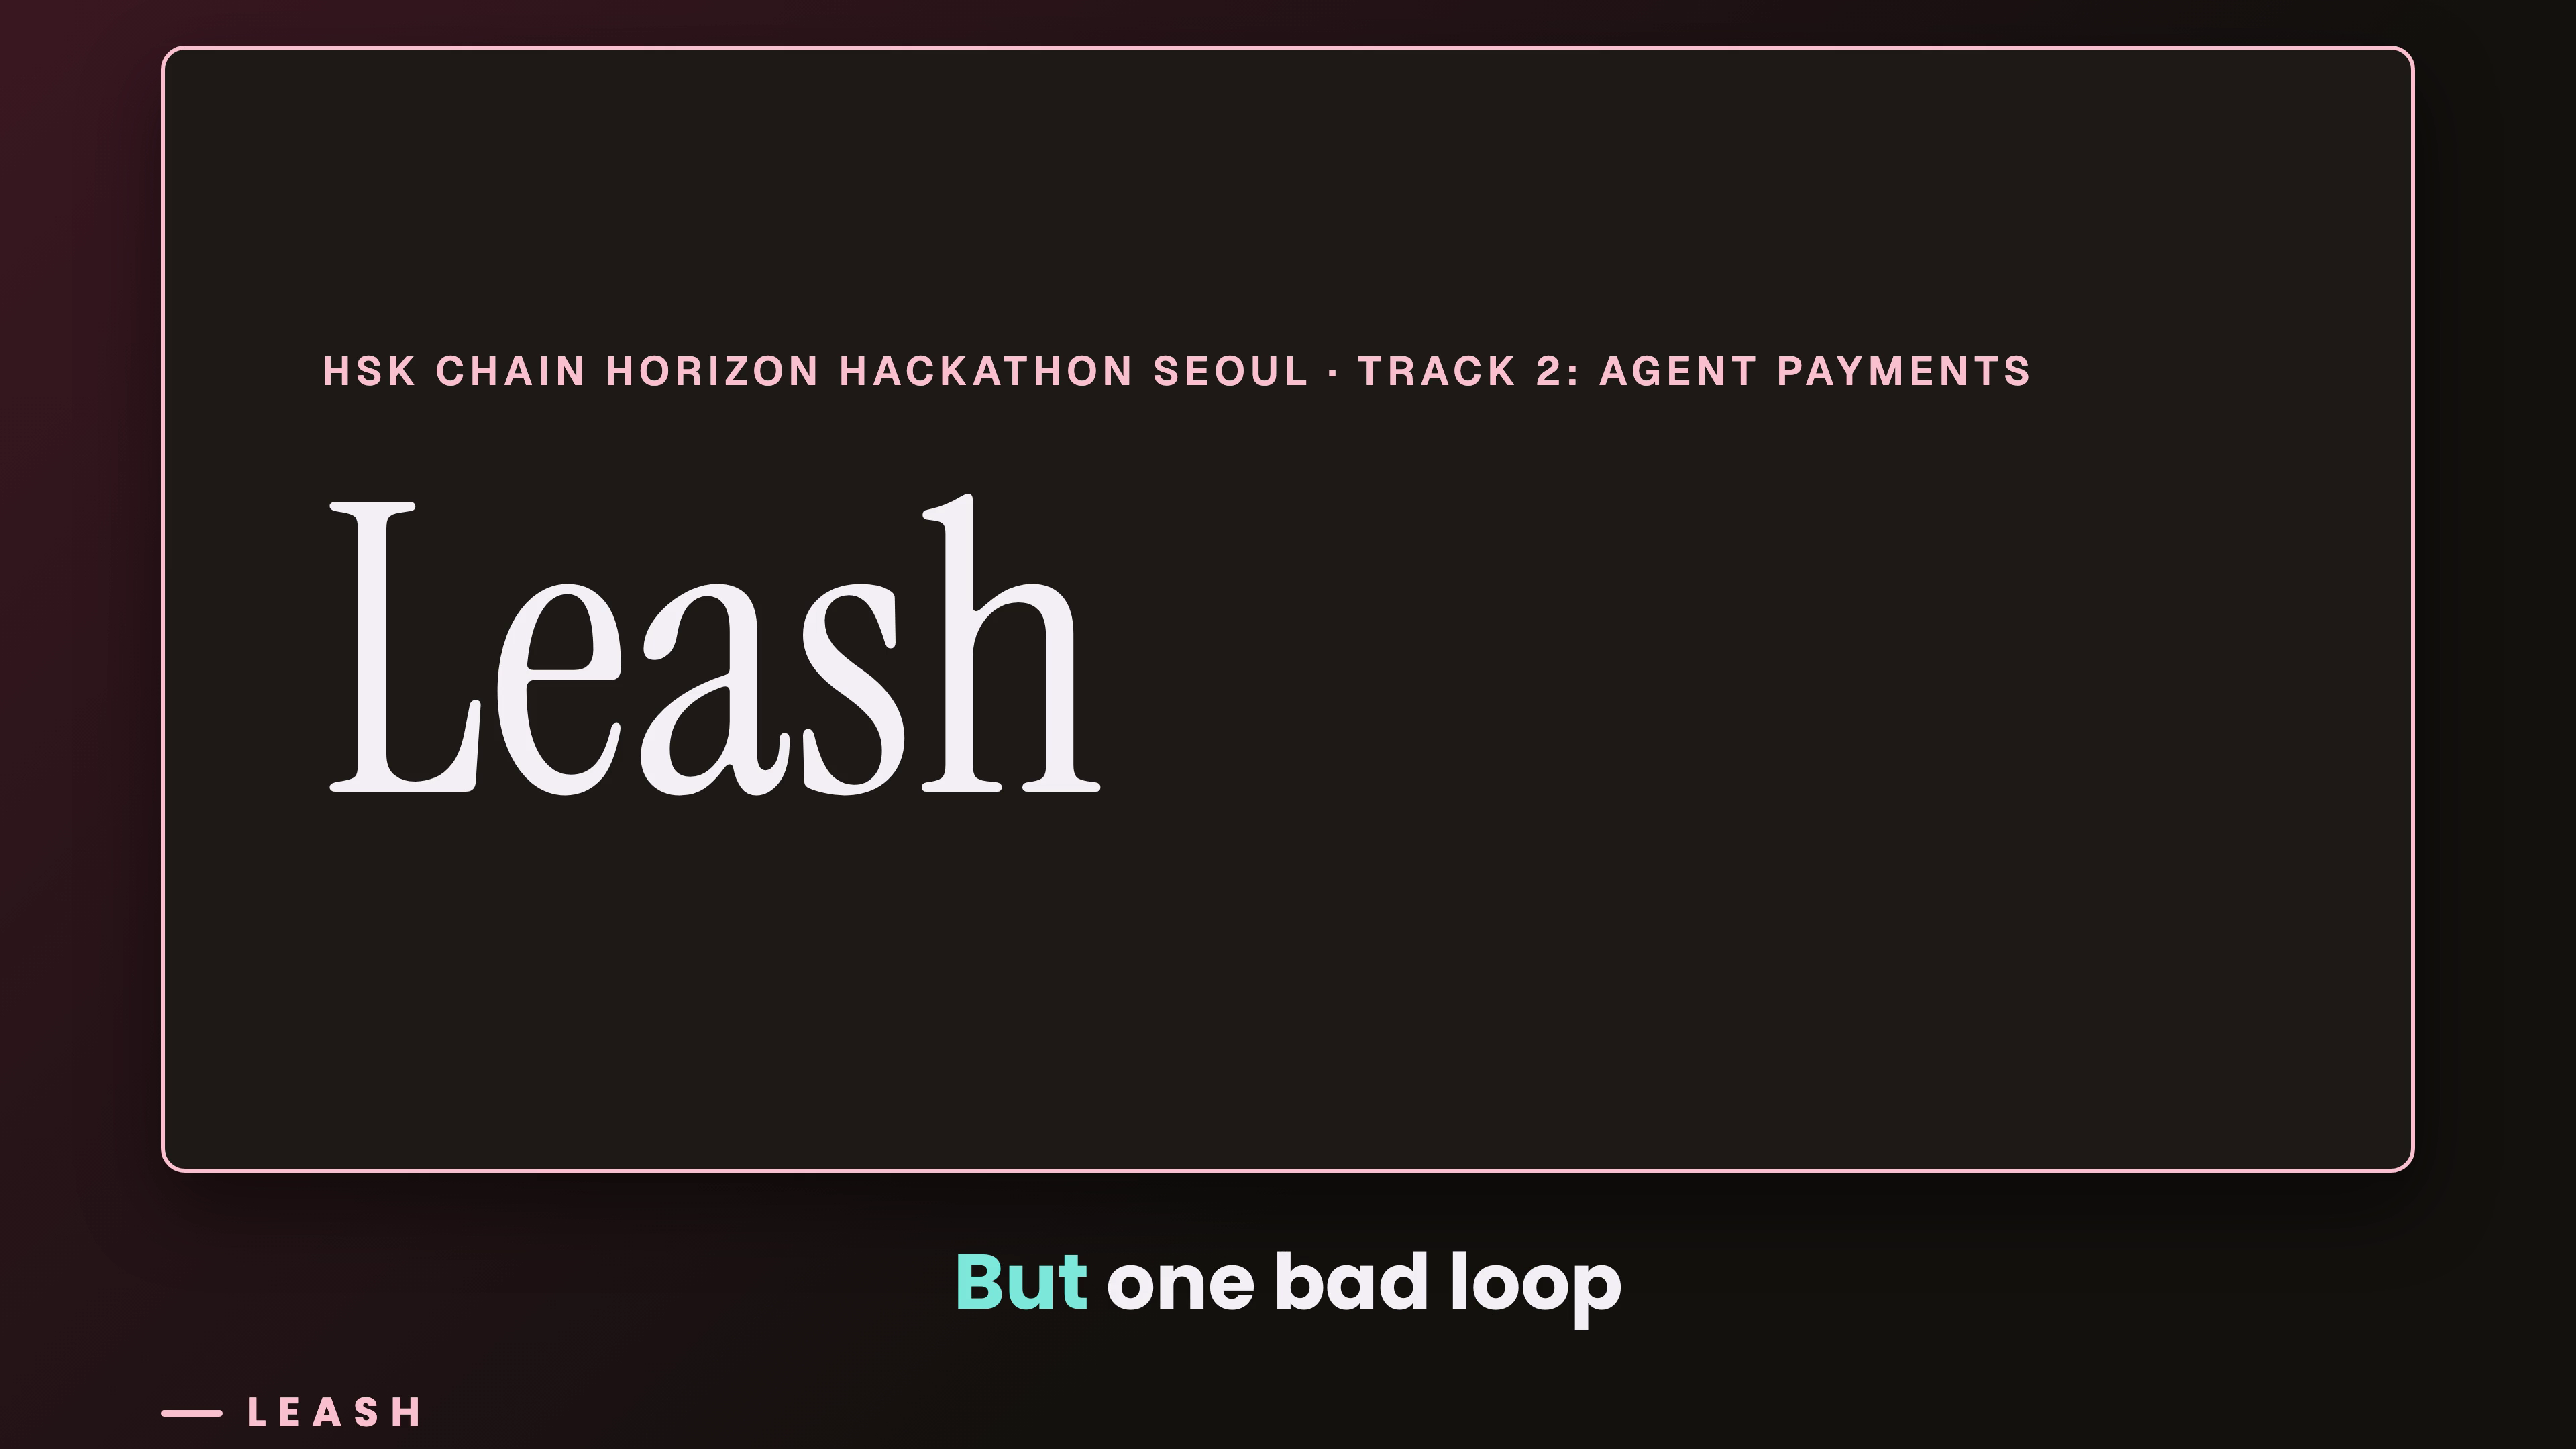 HSK CHAIN HORIZON HACKATHON SEOUL · TRACK 2: AGENT PAYMENTS
Leash
But one bad loop
LEASH